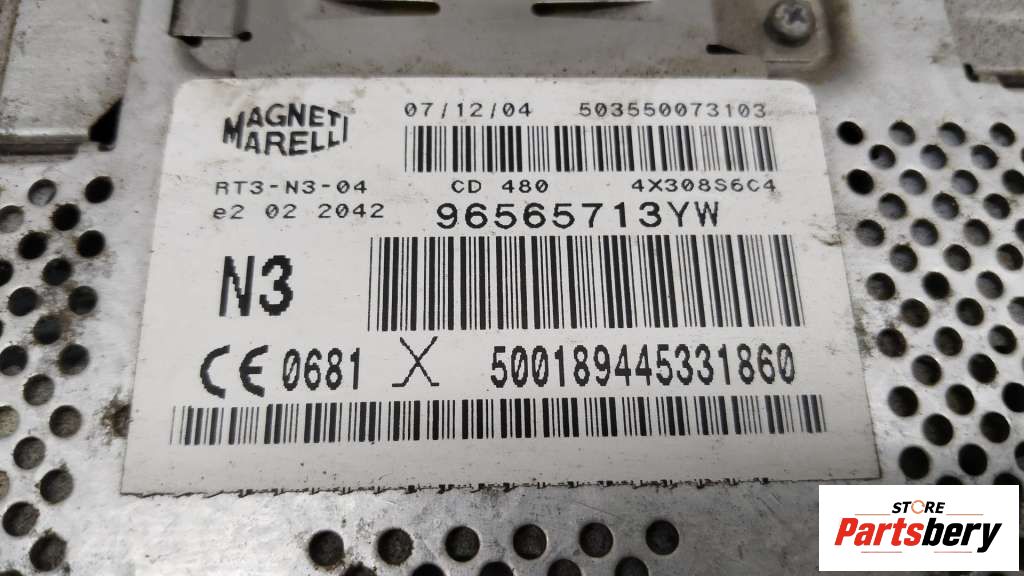 MAGNETI
MARELLI
07/12/04 503550073103
RT3-N3-04 CD 480 4X308S6C4
e2 02 2042 96565713YW
N3
CE 0681 500189445331860
STORE
Partsbery